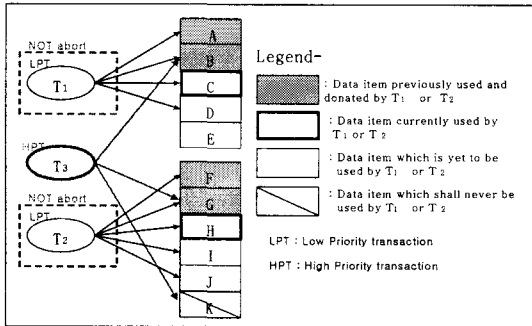 NOT abort
LPT
T1
HPT
T3
NOT abort
LPT
T2
A
B
C
D
E
F
G
H
I
J
K
Legend-
: Data item previously used and
donated by T1 or T2
: Data item currently used by
T1 or T2
: Data item which is yet to be
used by T1 or T2
: Data item which shall never be
used by T1 or T2
LPT : Low Priority transaction
HPT : High Priority transaction